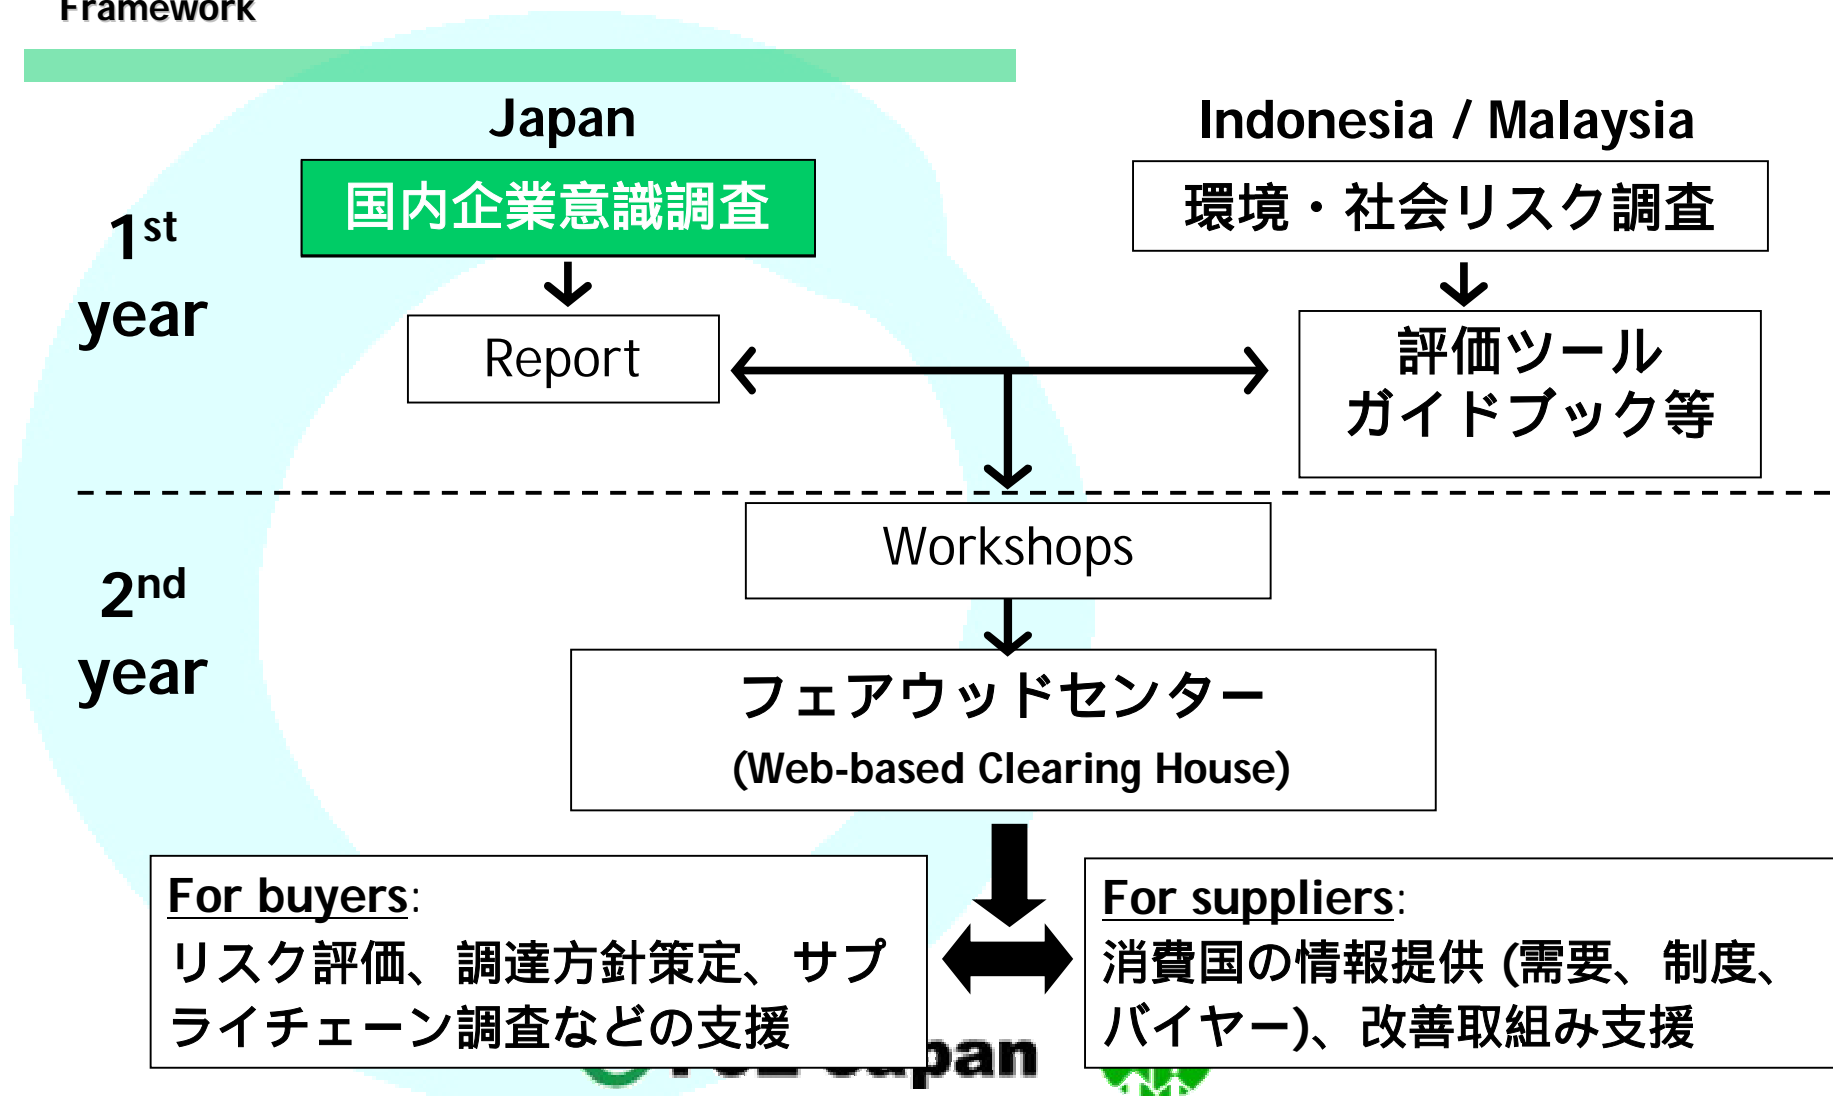 Framework
Japan
Indonesia / Malaysia
国内企業意識調査
環境・社会リスク調査
1st
year
Report
評価ツール
ガイドブック等
Workshops
2nd
year
フェアウッドセンター
(Web-based Clearing House)
For buyers:
リスク評価、調達方針策定、サプ
ライチェーン調査などの支援
For suppliers:
消費国の情報提供 (需要、制度、
バイヤー)、改善取組み支援
Japan